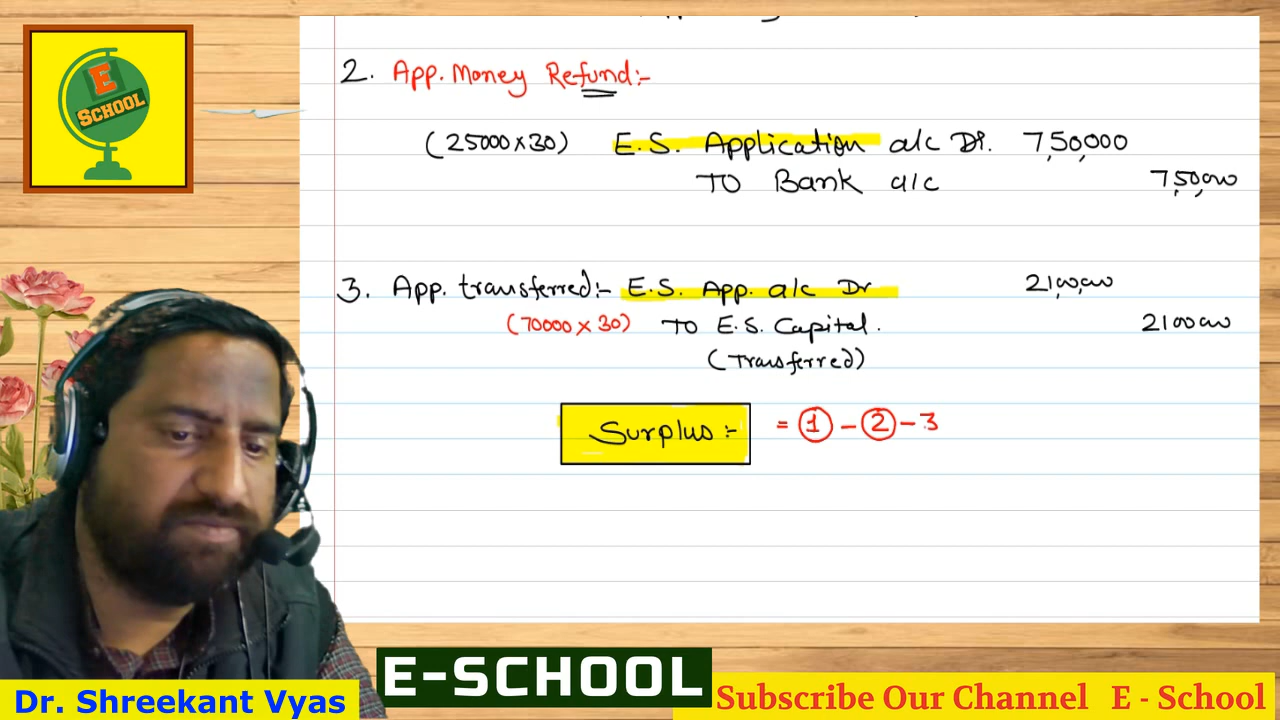 E
SCHOOL
2. App. Money Refund:-
(25000 x 30) E.S. Application a/c Dr. 7,50,000
TO Bank a/c 7,50,000
3. App. transferred:- E.S. App. a/c Dr 21,00,000
(70000 x 30) TO E.S. Capital. 2100000
(Transferred)
Surplus:- = ① - ② - 3
E-SCHOOL
Dr. Shreekant Vyas
Subscribe Our Channel E - School